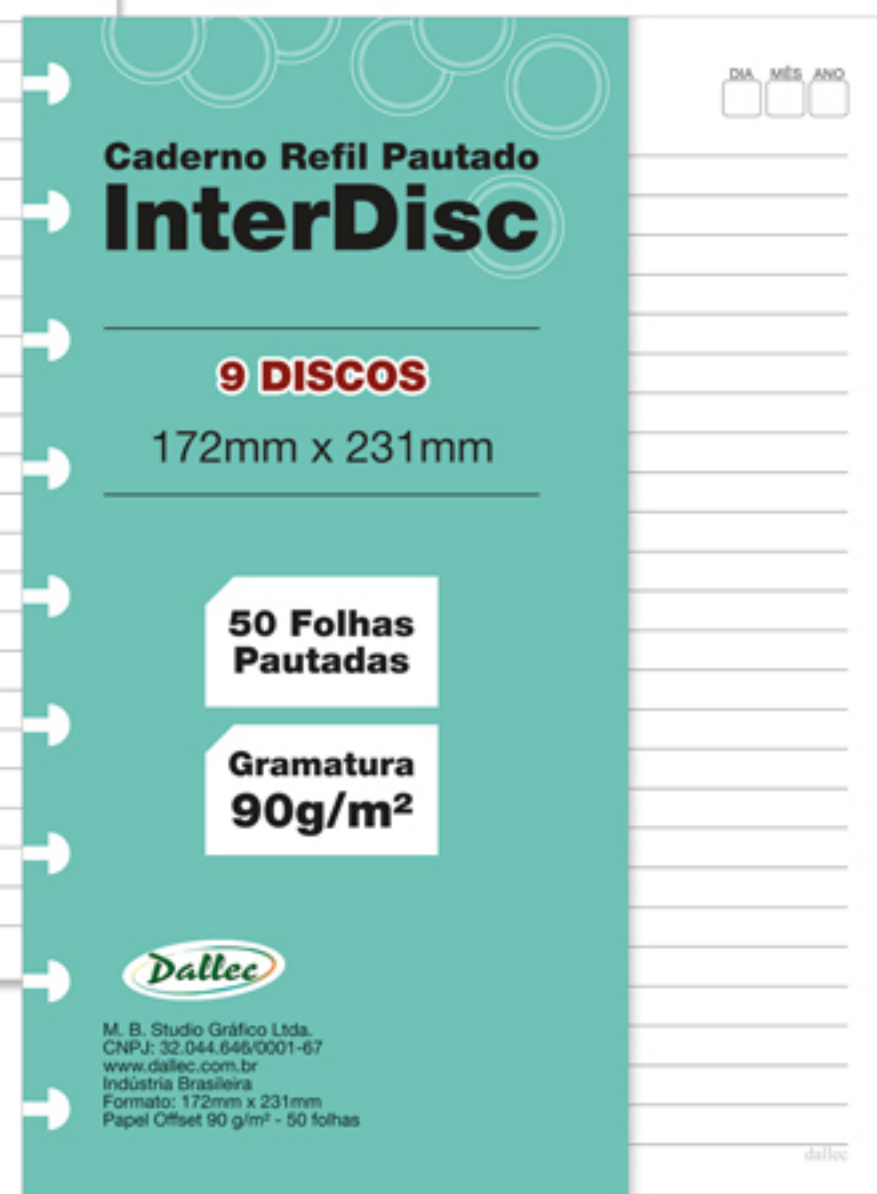 DIA MÊS ANO
Caderno Refil Pautado
InterDisc
9 DISCOS
172mm x 231mm
50 Folhas
Pautadas
Gramatura
90g/m²
Dallec
M. B. Studio Gráfico Ltda.
CNPJ: 32.044.646/0001-67
www.dallec.com.br
Indústria Brasileira
Formato: 172mm x 231mm
Papel Offset 90 g/m² - 50 folhas
dallec